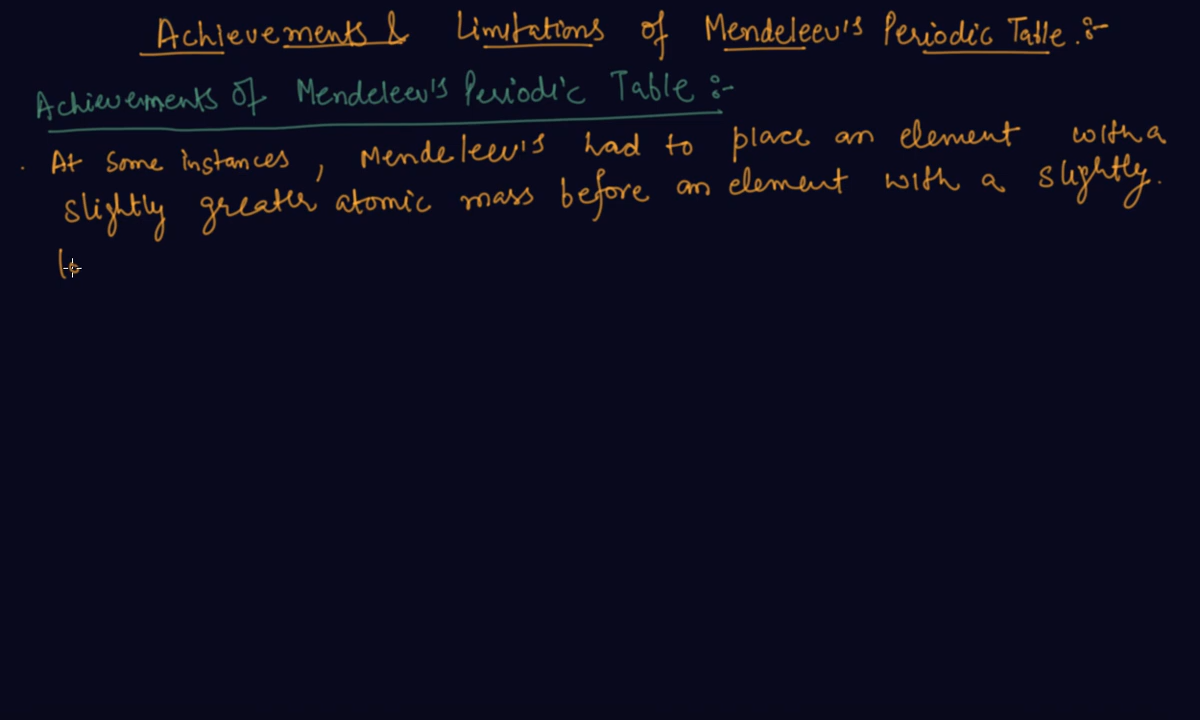 Achievements & Limitations of Mendeleev's Periodic Table :-
Achievements of Mendeleev's Periodic Table :-
. At some instances, Mendeleev's had to place an element with a
slightly greater atomic mass before an element with a slightly.
lo